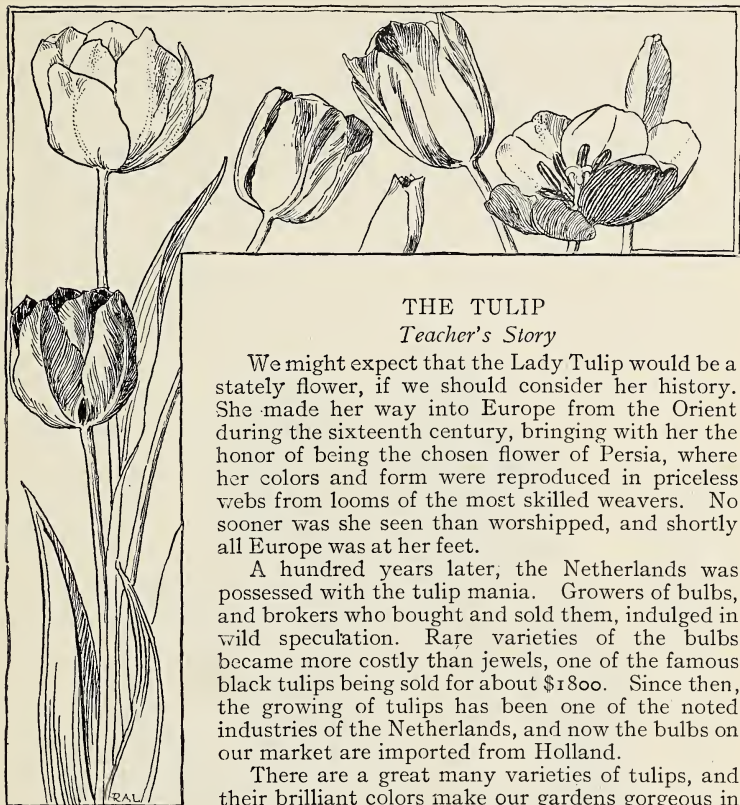 THE TULIP
Teacher's Story
We might expect that the Lady Tulip would be a
stately flower, if we should consider her history.
She made her way into Europe from the Orient
during the sixteenth century, bringing with her the
honor of being the chosen flower of Persia, where
her colors and form were reproduced in priceless
webs from looms of the most skilled weavers. No
sooner was she seen than worshipped, and shortly
all Europe was at her feet.
A hundred years later, the Netherlands was
possessed with the tulip mania. Growers of bulbs,
and brokers who bought and sold them, indulged in
wild speculation. Rare varieties of the bulbs
became more costly than jewels, one of the famous
black tulips being sold for about $1800. Since then,
the growing of tulips has been one of the noted
industries of the Netherlands, and now the bulbs on
our market are imported from Holland.
There are a great many varieties of tulips, and
their brilliant colors make our gardens gorgeous in
RAL